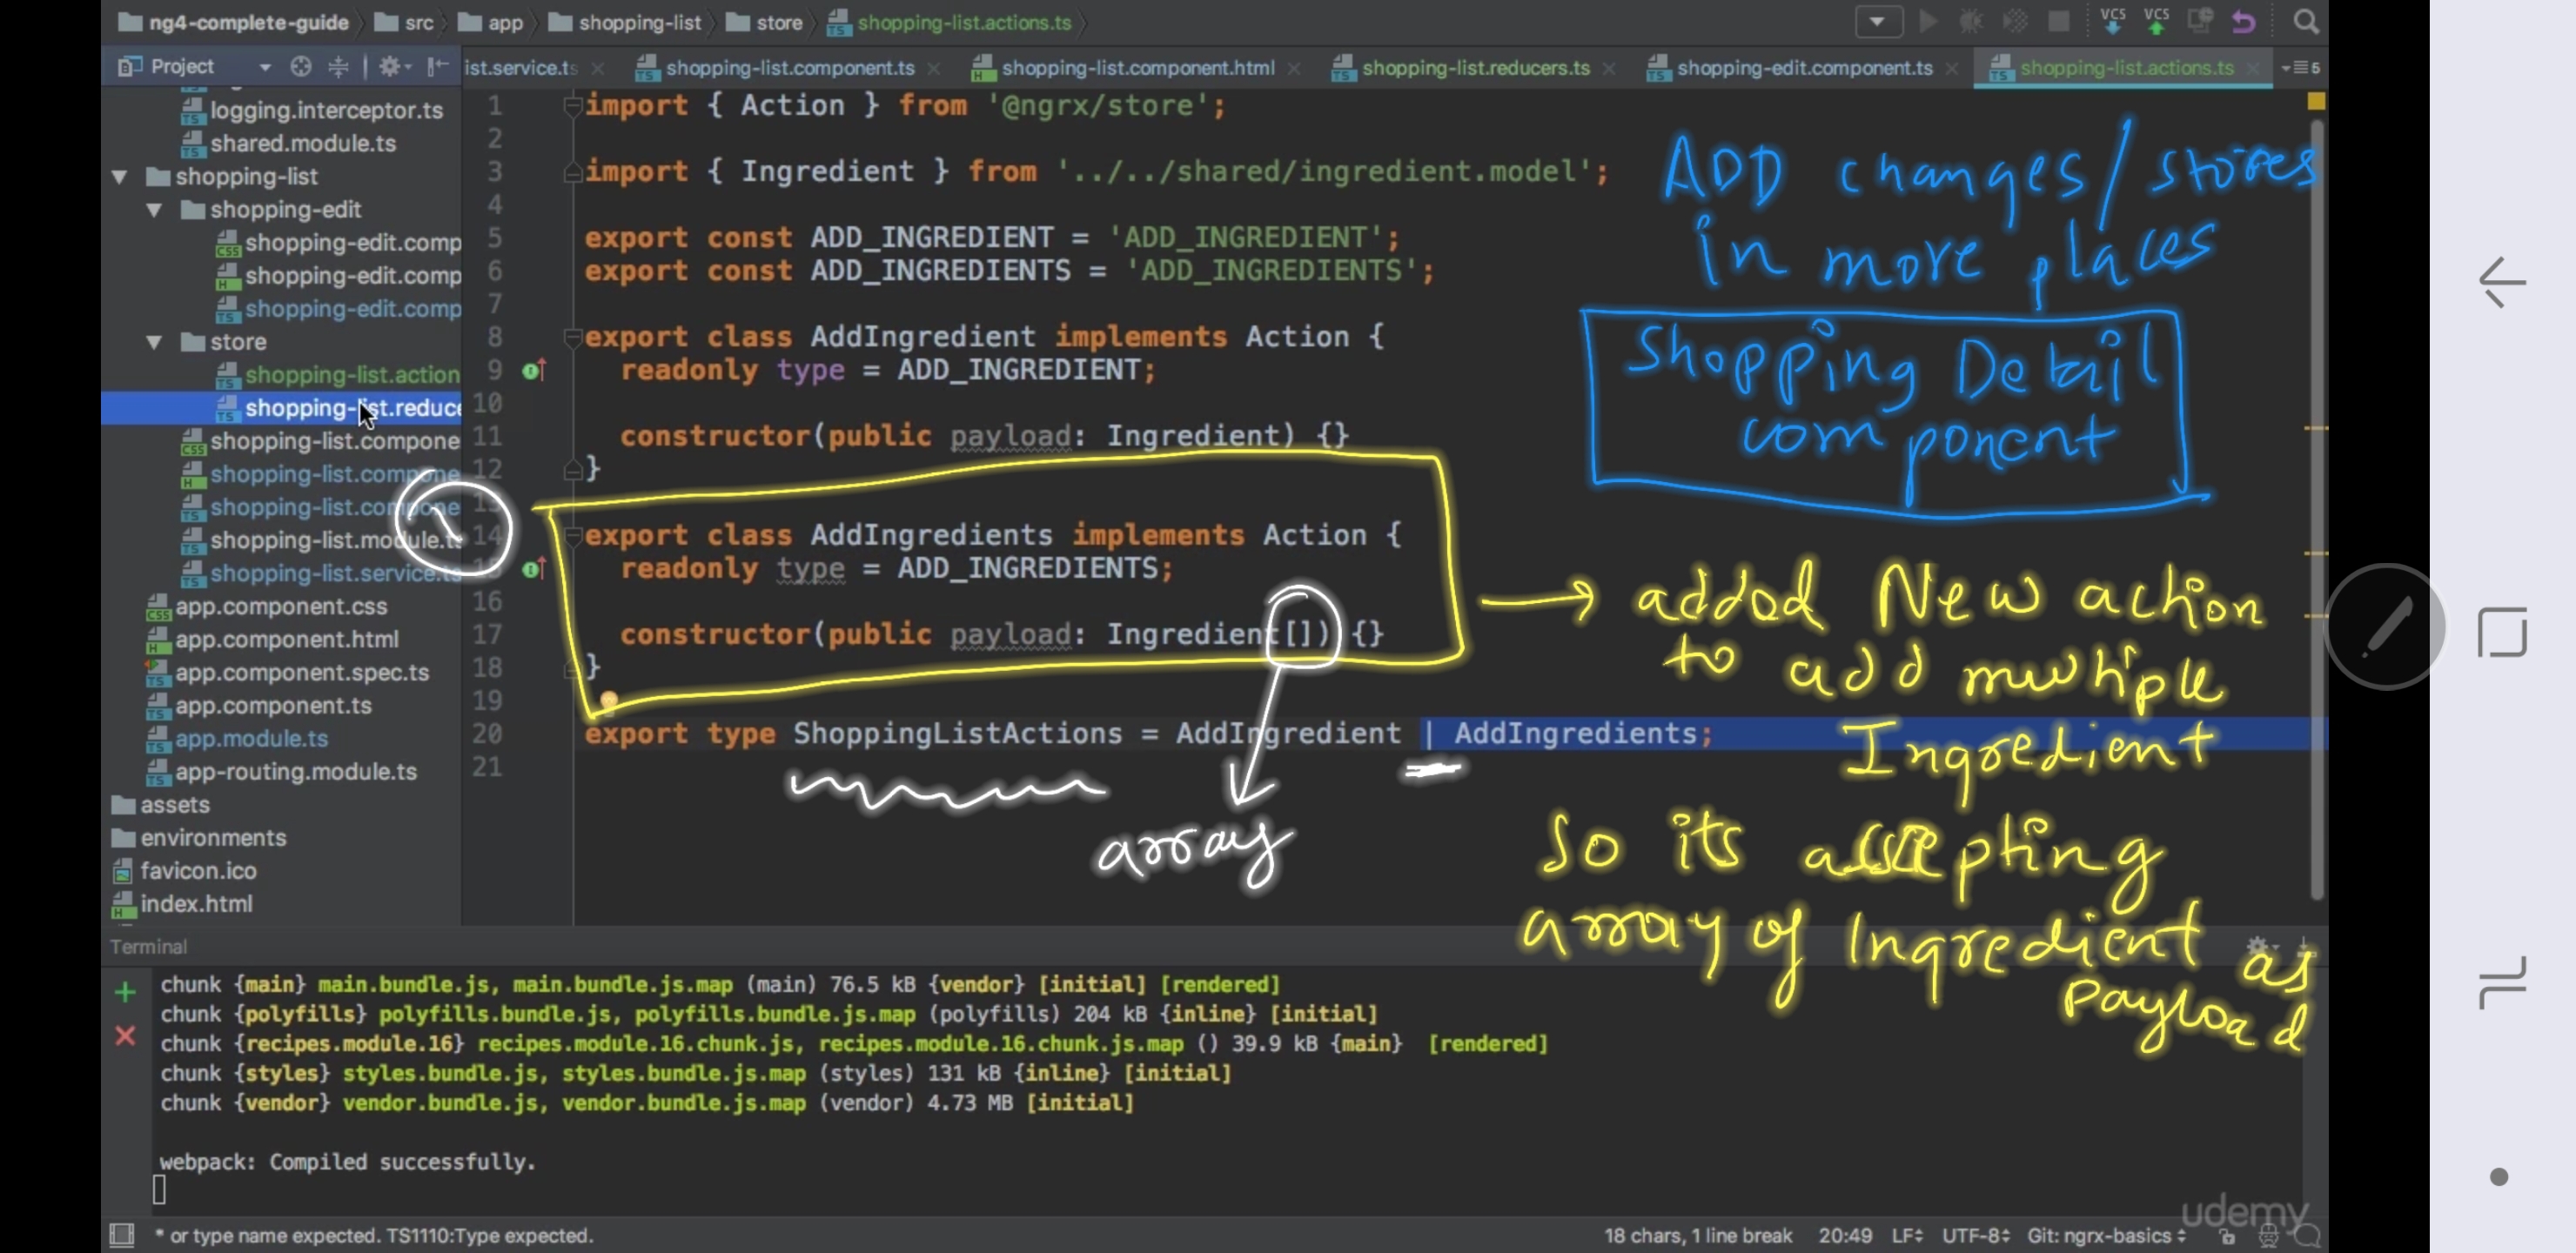 ng4-complete-guide src app shopping-list store shopping-list.actions.ts
VCS VCS
Project
ist.service.ts shopping-list.component.ts shopping-list.component.html shopping-list.reducers.ts shopping-edit.component.ts shopping-list.actions.ts 5
logging.interceptor.ts
shared.module.ts
shopping-list
shopping-edit
shopping-edit.comp
shopping-edit.comp
shopping-edit.comp
store
shopping-list.action
shopping-list.reduce
shopping-list.compone
shopping-list.compone
shopping-list.compone
shopping-list.module.ts
shopping-list.service.ts
app.component.css
app.component.html
app.component.spec.ts
app.component.ts
app.module.ts
app-routing.module.ts
assets
environments
favicon.ico
index.html
1 import { Action } from '@ngrx/store';
2
3 import { Ingredient } from '../../shared/ingredient.model';
4
5 export const ADD_INGREDIENT = 'ADD_INGREDIENT';
6 export const ADD_INGREDIENTS = 'ADD_INGREDIENTS';
7
8 export class AddIngredient implements Action {
9 readonly type = ADD_INGREDIENT;
10
11 constructor(public payload: Ingredient) {}
12 }
13
14 export class AddIngredients implements Action {
15 readonly type = ADD_INGREDIENTS;
16
17 constructor(public payload: Ingredient[]) {}
18 }
19
20 export type ShoppingListActions = AddIngredient | AddIngredients;
21
ADD changes/stores
in more places
Shopping Detail
component
added New action
to add multiple
Ingredient
array
So its accepting
array of Ingredient as
Payload
Terminal
chunk {main} main.bundle.js, main.bundle.js.map (main) 76.5 kB {vendor} [initial] [rendered]
chunk {polyfills} polyfills.bundle.js, polyfills.bundle.js.map (polyfills) 204 kB {inline} [initial]
chunk {recipes.module.16} recipes.module.16.chunk.js, recipes.module.16.chunk.js.map () 39.9 kB {main} [rendered]
chunk {styles} styles.bundle.js, styles.bundle.js.map (styles) 131 kB {inline} [initial]
chunk {vendor} vendor.bundle.js, vendor.bundle.js.map (vendor) 4.73 MB [initial]
webpack: Compiled successfully.
udemy
* or type name expected. TS1110:Type expected. 18 chars, 1 line break 20:49 LF UTF-8 Git: ngrx-basics